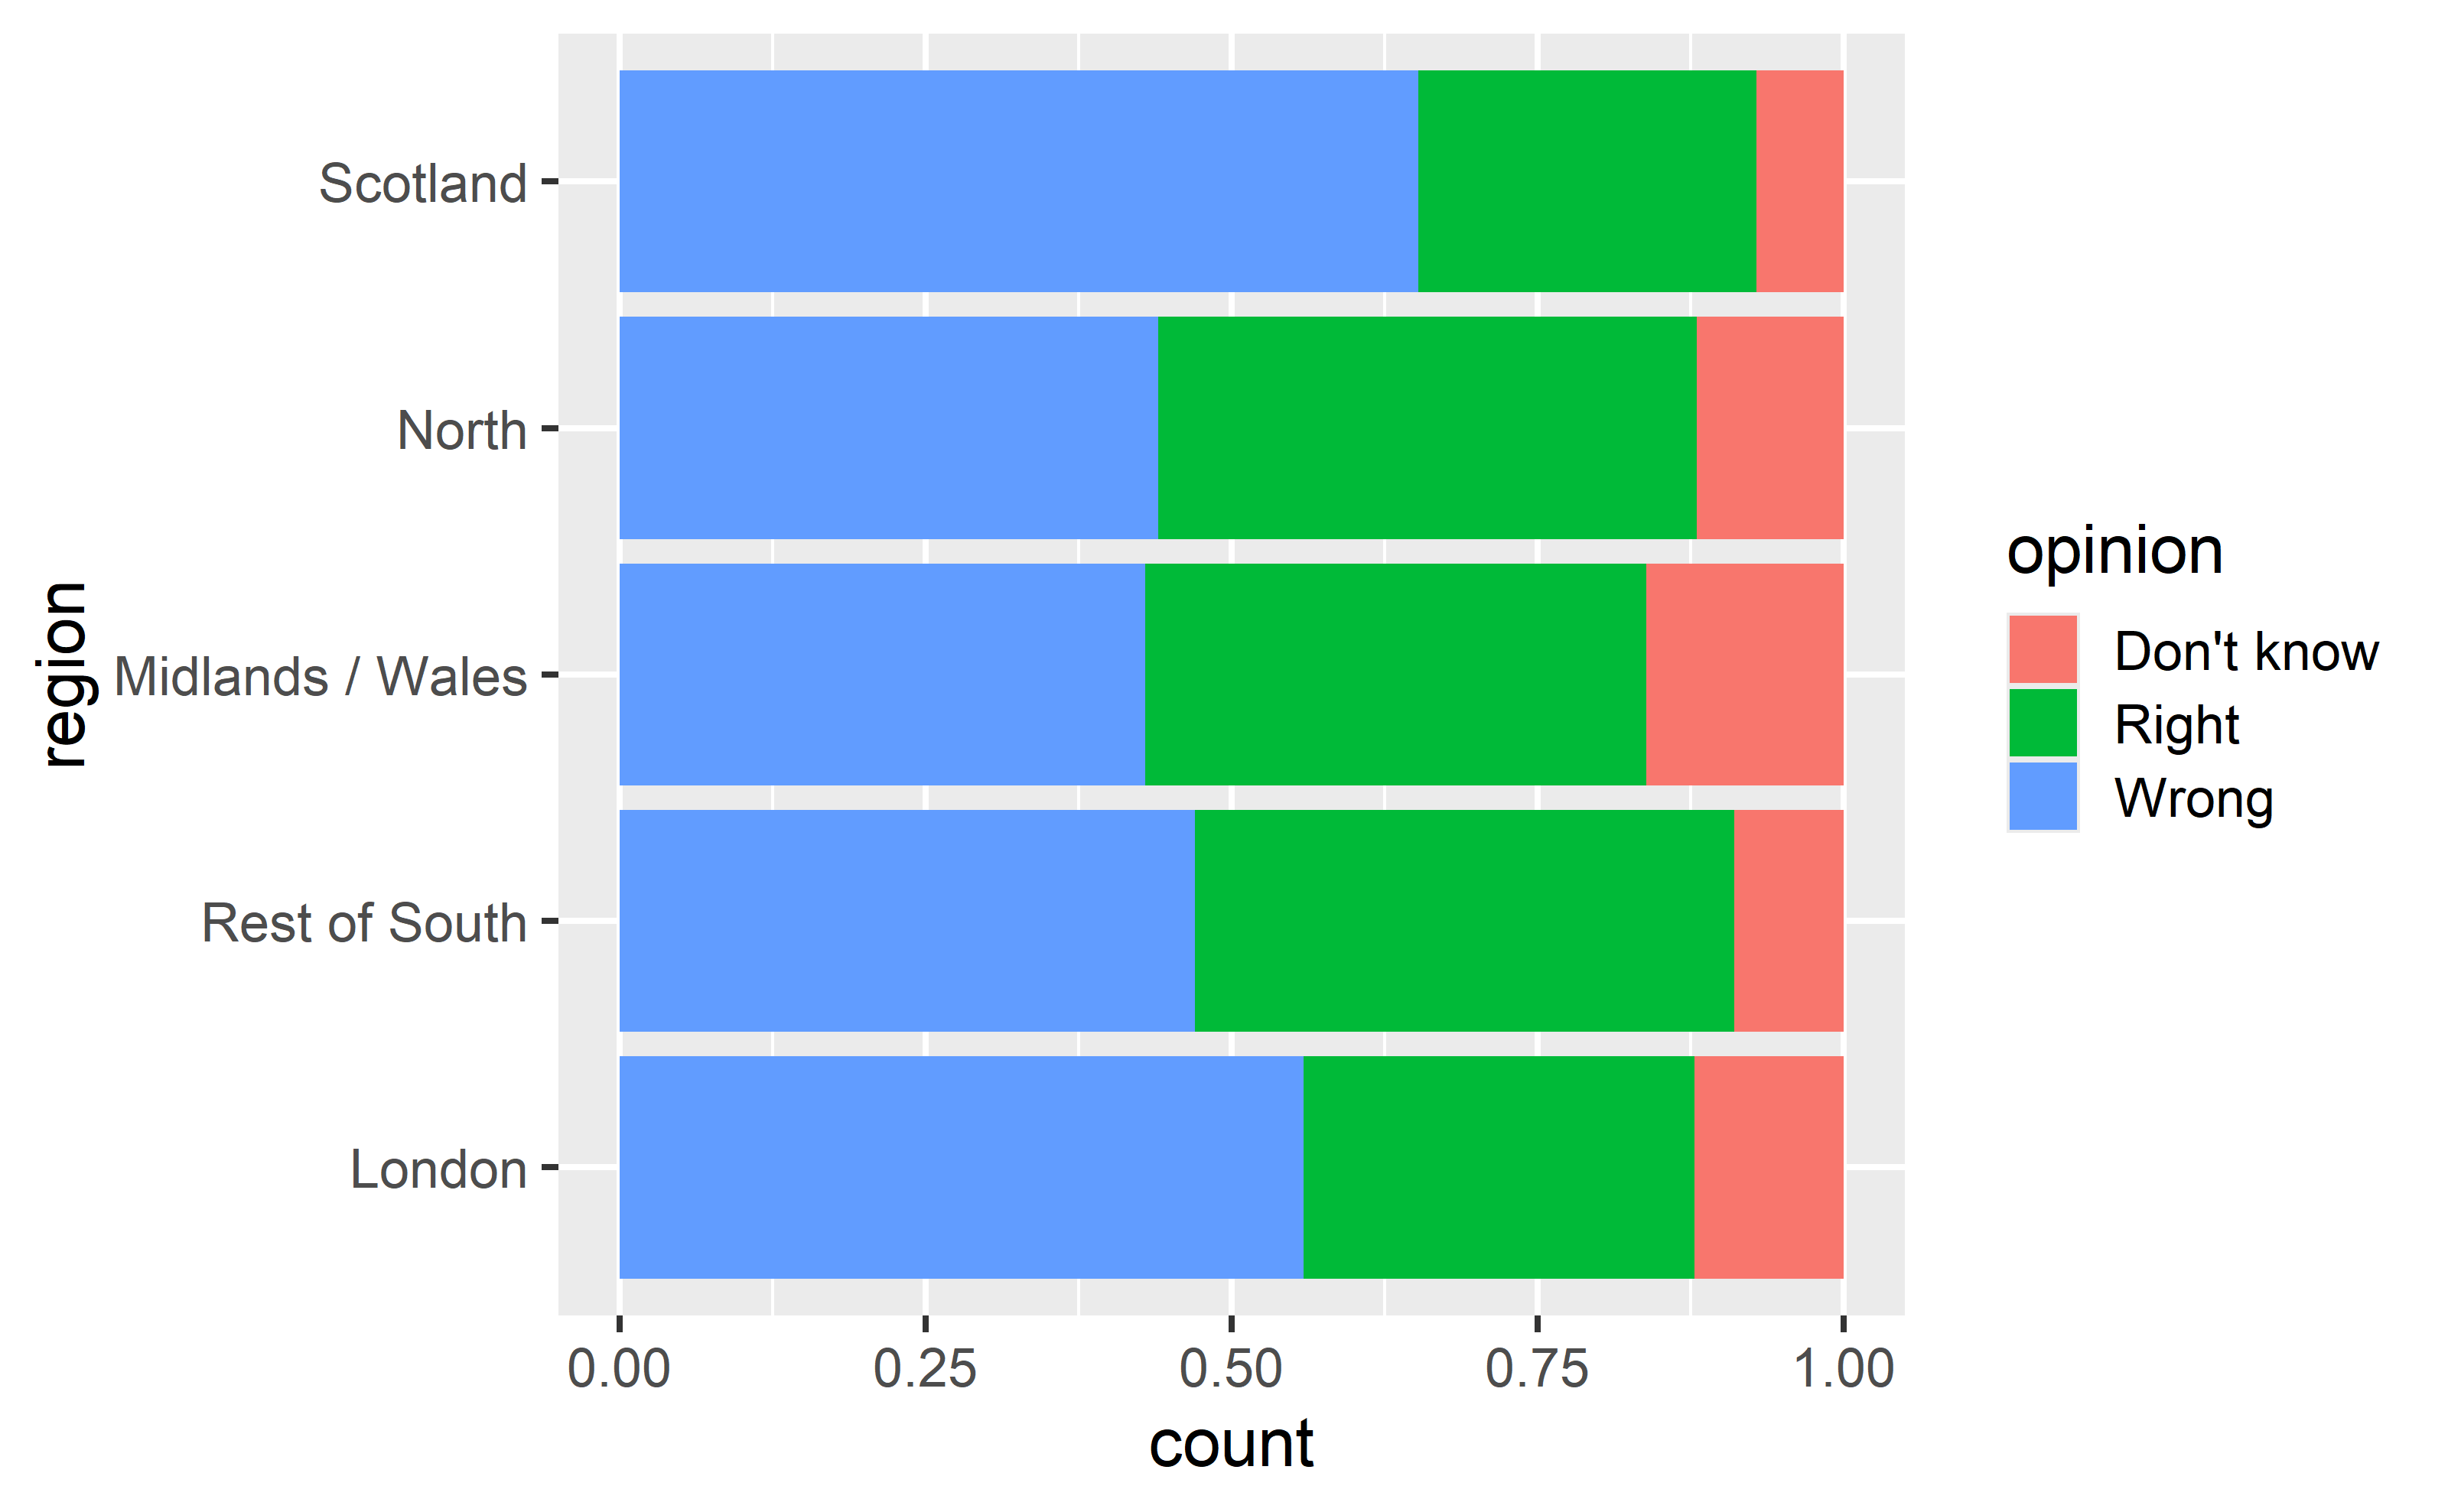 region
Scotland
North
Midlands / Wales
Rest of South
London
0.00 0.25 0.50 0.75 1.00
count
opinion
Don't know
Right
Wrong